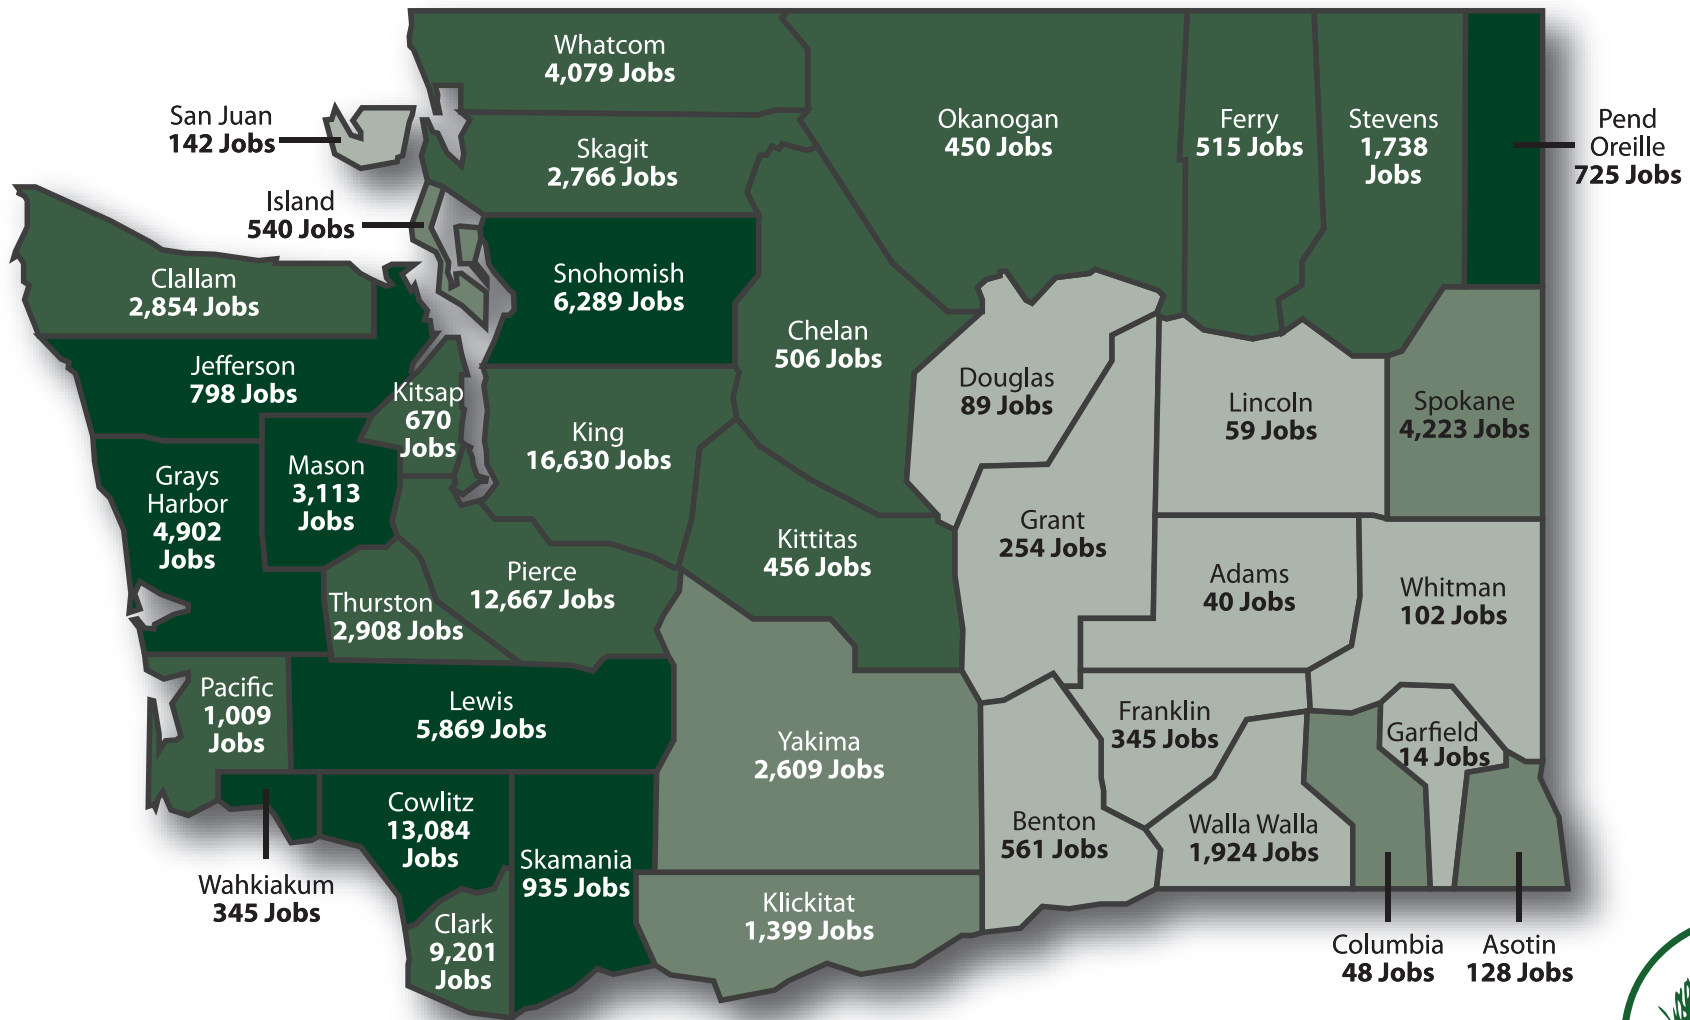 Whatcom
4,079 Jobs
San Juan
142 Jobs
Skagit
2,766 Jobs
Okanogan
450 Jobs
Ferry
515 Jobs
Stevens
1,738
Jobs
Pend
Oreille
725 Jobs
Island
540 Jobs
Clallam
2,854 Jobs
Snohomish
6,289 Jobs
Chelan
506 Jobs
Jefferson
798 Jobs
Kitsap
670
Jobs
Douglas
89 Jobs
Lincoln
59 Jobs
Spokane
4,223 Jobs
King
16,630 Jobs
Mason
3,113
Jobs
Grays
Harbor
4,902
Jobs
Grant
254 Jobs
Kittitas
456 Jobs
Pierce
12,667 Jobs
Adams
40 Jobs
Whitman
102 Jobs
Thurston
2,908 Jobs
Pacific
1,009
Jobs
Lewis
5,869 Jobs
Franklin
345 Jobs
Garfield
14 Jobs
Yakima
2,609 Jobs
Cowlitz
13,084
Jobs
Benton
561 Jobs
Walla Walla
1,924 Jobs
Skamania
935 Jobs
Wahkiakum
345 Jobs
Klickitat
1,399 Jobs
Clark
9,201
Jobs
Columbia
48 Jobs
Asotin
128 Jobs